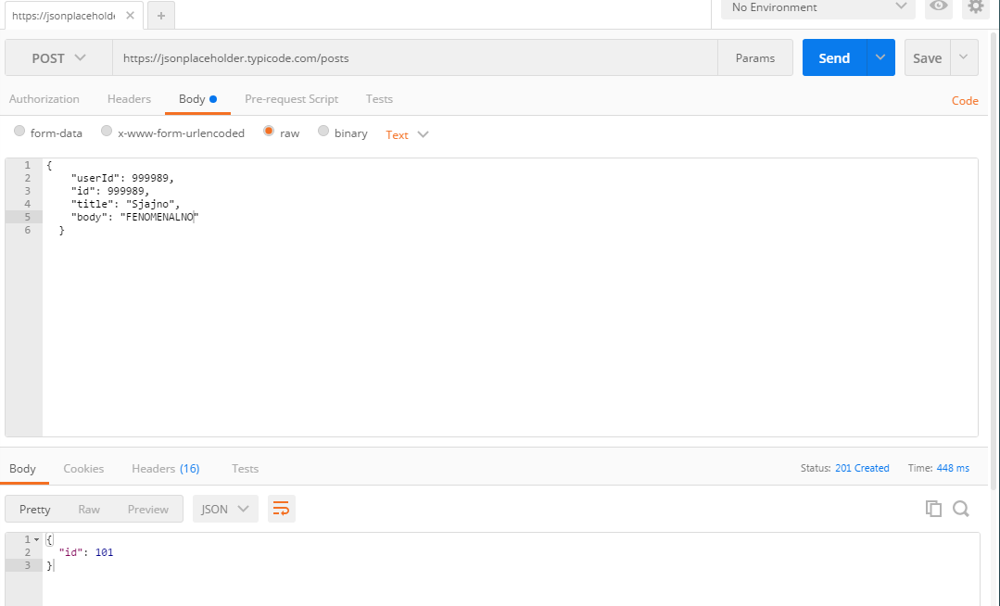 https://jsonplaceholde
No Environment
POST https://jsonplaceholder.typicode.com/posts Params Send Save
Authorization Headers Body Pre-request Script Tests Code
form-data x-www-form-urlencoded raw binary Text
1 {
2 "userId": 999989,
3 "id": 999989,
4 "title": "Sjajno",
5 "body": "FENOMENALNO"
6 }
Body Cookies Headers (16) Tests Status: 201 Created Time: 448 ms
Pretty Raw Preview JSON
1 {
2 "id": 101
3 }